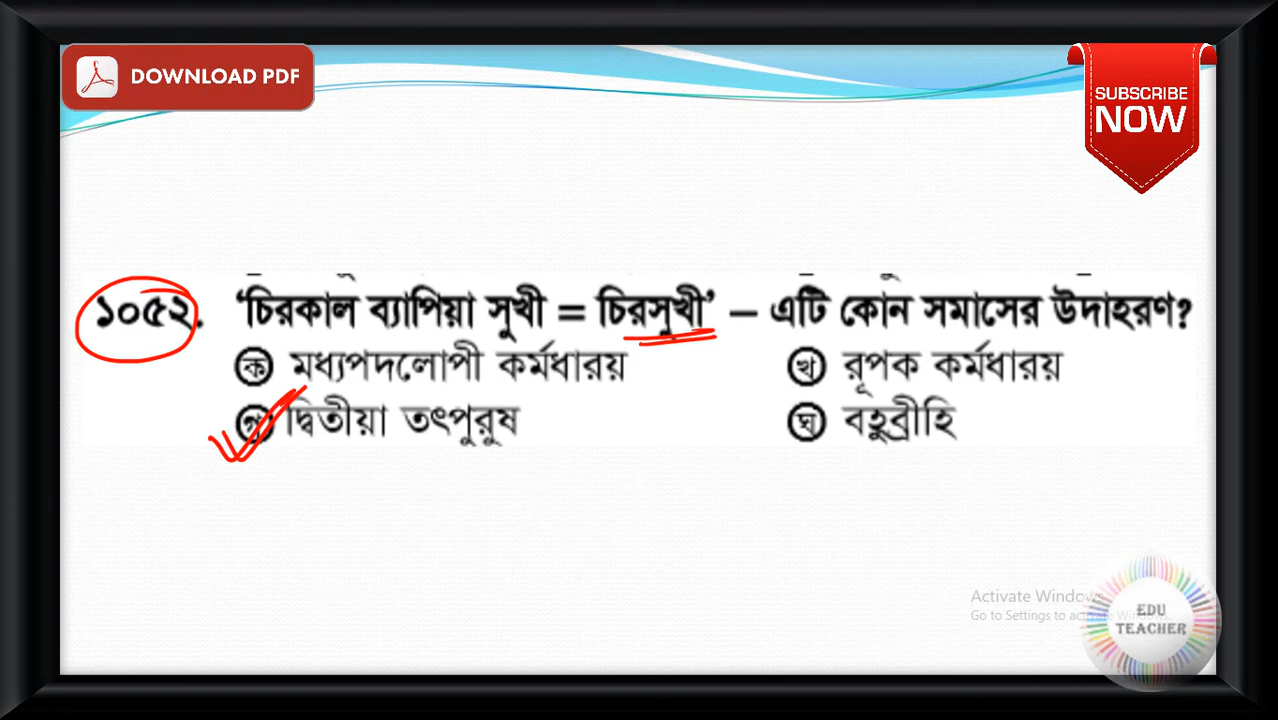 DOWNLOAD PDF
SUBSCRIBE
NOW
১০৫২. ‘চিরকাল ব্যাপিয়া সুখী = চিরসুখী’ – এটি কোন সমাসের উদাহরণ?
ক মধ্যপদলোপী কর্মধারয় খ রূপক কর্মধারয়
গ দ্বিতীয়া তৎপুরুষ ঘ বহুব্রীহি
Activate Windows
Go to Settings to activate Windows.
EDU
TEACHER